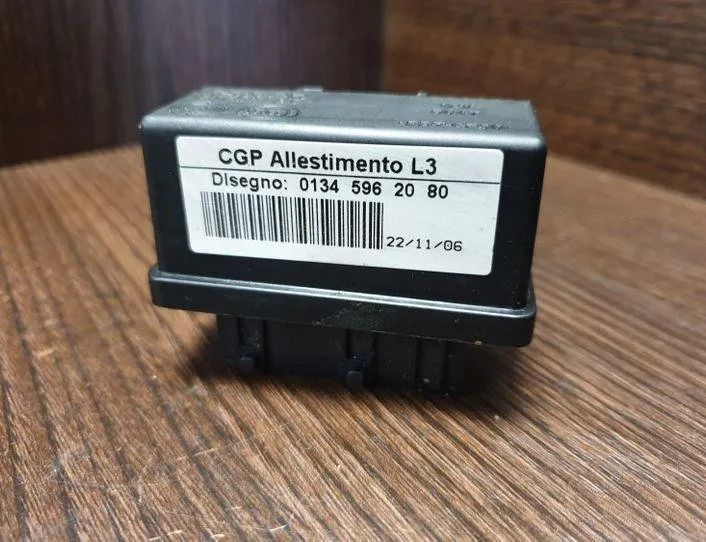 CGP Allestimento L3
Disegno: 0134 596 20 80
22/11/06